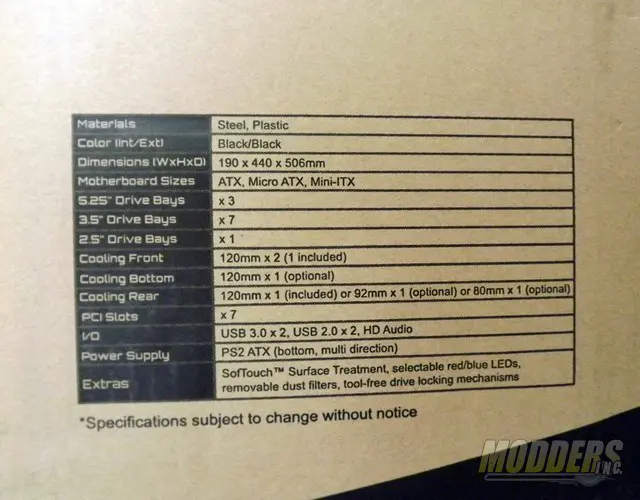 Materials Steel, Plastic
Color (Int/Ext) Black/Black
Dimensions (WxHxD) 190 x 440 x 506mm
Motherboard Sizes ATX, Micro ATX, Mini-ITX
5.25" Drive Bays x 3
3.5" Drive Bays x 7
2.5" Drive Bays x 1
Cooling Front 120mm x 2 (1 included)
Cooling Bottom 120mm x 1 (optional)
Cooling Rear 120mm x 1 (included) or 92mm x 1 (optional) or 80mm x 1 (optional)
PCI Slots x 7
I/O USB 3.0 x 2, USB 2.0 x 2, HD Audio
Power Supply PS2 ATX (bottom, multi direction)
Extras SofTouch™ Surface Treatment, selectable red/blue LEDs,
removable dust filters, tool-free drive locking mechanisms
*Specifications subject to change without notice
MODDERS
INC.